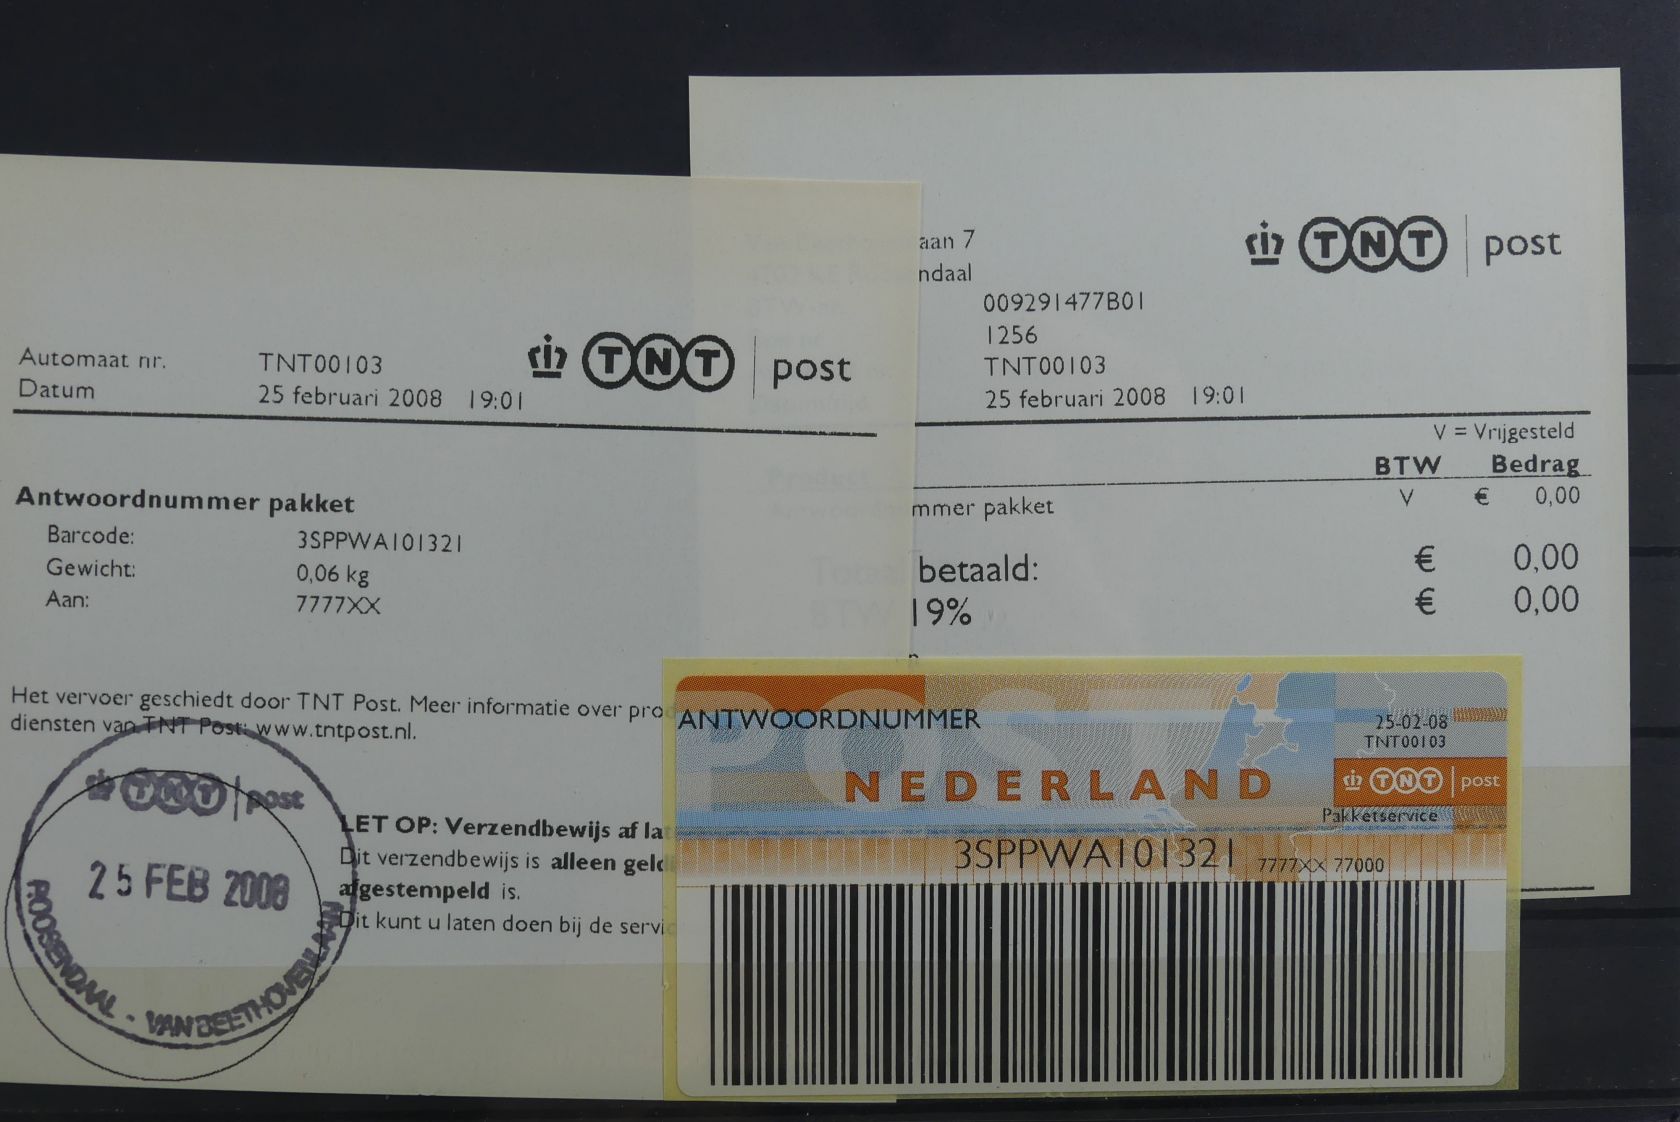 Automaat nr. TNT00103
Datum 25 februari 2008 19:01
TNT post
Antwoordnummer pakket
Barcode: 3SPPWA101321
Gewicht: 0,06 kg
Aan: 7777XX
Het vervoer geschiedt door TNT Post. Meer informatie over pro
diensten van TNT Post: www.tntpost.nl.
LET OP: Verzendbewijs af la
Dit verzendbewijs is alleen geld
afgestempeld is.
Dit kunt u laten doen bij de servic
TNT post
25 FEB 2008
ROOSENDAAL - VAN BEETHOVENLAAN
aan 7
ndaal
TNT post
009291477B01
1256
TNT00103
25 februari 2008 19:01
V = Vrijgesteld
BTW Bedrag
mmer pakket V € 0,00
Totaal betaald: € 0,00
BTW 19% € 0,00
POST
ANTWOORDNUMMER
25-02-08
TNT00103
NEDERLAND
TNT post
Pakketservice
3SPPWA101321 7777XX 77000